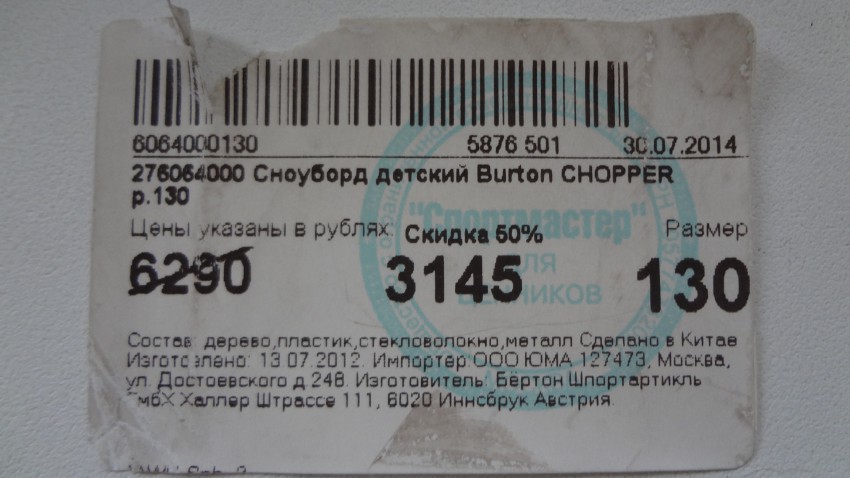 6064000130 5876 501 30.07.2014
276064000 Сноуборд детский Burton CHOPPER
р.130
Цены указаны в рублях. Скидка 50% Размер
6290 3145 130
"Спортмастер"
ДЛЯ
ЦЕННИКОВ
Состав: дерево,пластик,стекловолокно,металл Сделано в Китае
Изготовлено: 13.07.2012. Импортер:ООО ЮМА 127473, Москва,
ул. Достоевского д 24В. Изготовитель: Бёртон Шпортартикль
ГмбХ Халлер Штрассе 111, 6020 Иннсбрук Австрия.